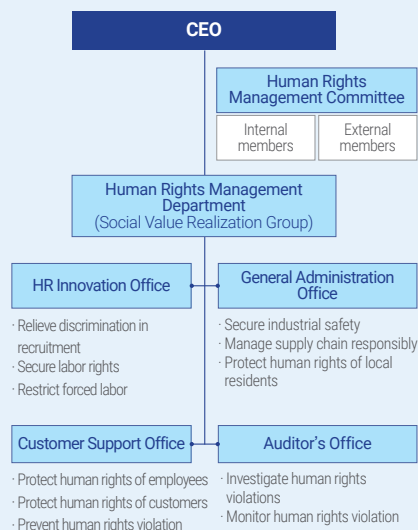 CEO
Human Rights
Management Committee
Internal
members
External
members
Human Rights Management
Department
(Social Value Realization Group)
HR Innovation Office
· Relieve discrimination in
recruitment
· Secure labor rights
· Restrict forced labor
General Administration
Office
· Secure industrial safety
· Manage supply chain responsibly
· Protect human rights of local
residents
Customer Support Office
· Protect human rights of employees
· Protect human rights of customers
· Prevent human rights violation
Auditor's Office
· Investigate human rights
violations
· Monitor human rights violation